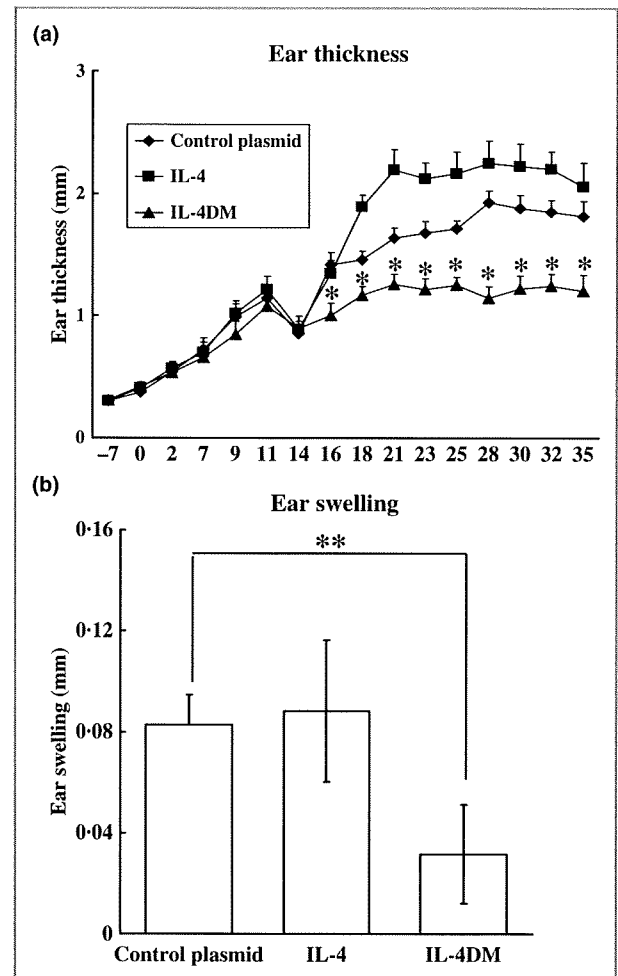 (a)
Ear thickness
3
2
1
0
Ear thickness (mm)
Control plasmid
IL-4
IL-4DM
* * * * * * * * *
–7 0 2 7 9 11 14 16 18 21 23 25 28 30 32 35
(b)
Ear swelling
0·16
0·12
0·08
0·04
0
Ear swelling (mm)
**
Control plasmid IL-4 IL-4DM